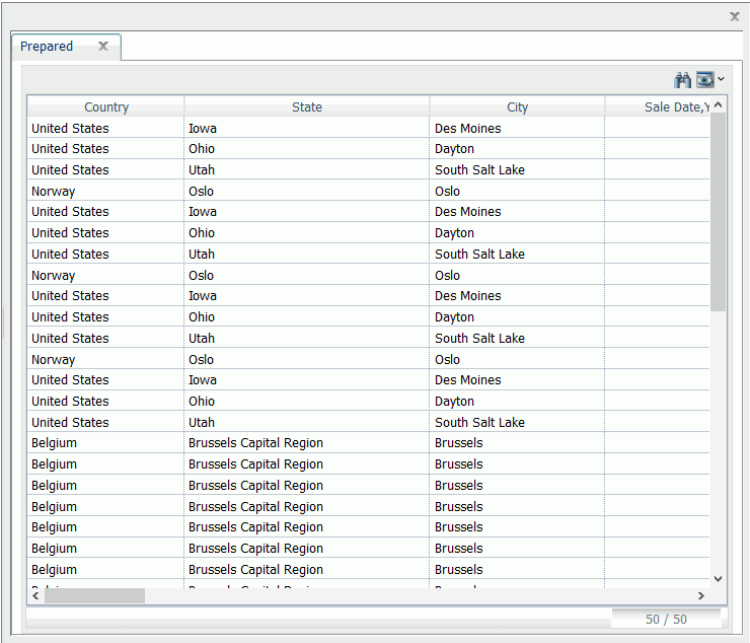 Prepared
Country State City Sale Date,Y
United States Iowa Des Moines
United States Ohio Dayton
United States Utah South Salt Lake
Norway Oslo Oslo
United States Iowa Des Moines
United States Ohio Dayton
United States Utah South Salt Lake
Norway Oslo Oslo
United States Iowa Des Moines
United States Ohio Dayton
United States Utah South Salt Lake
Norway Oslo Oslo
United States Iowa Des Moines
United States Ohio Dayton
United States Utah South Salt Lake
Belgium Brussels Capital Region Brussels
Belgium Brussels Capital Region Brussels
Belgium Brussels Capital Region Brussels
Belgium Brussels Capital Region Brussels
Belgium Brussels Capital Region Brussels
Belgium Brussels Capital Region Brussels
Belgium Brussels Capital Region Brussels
50 / 50